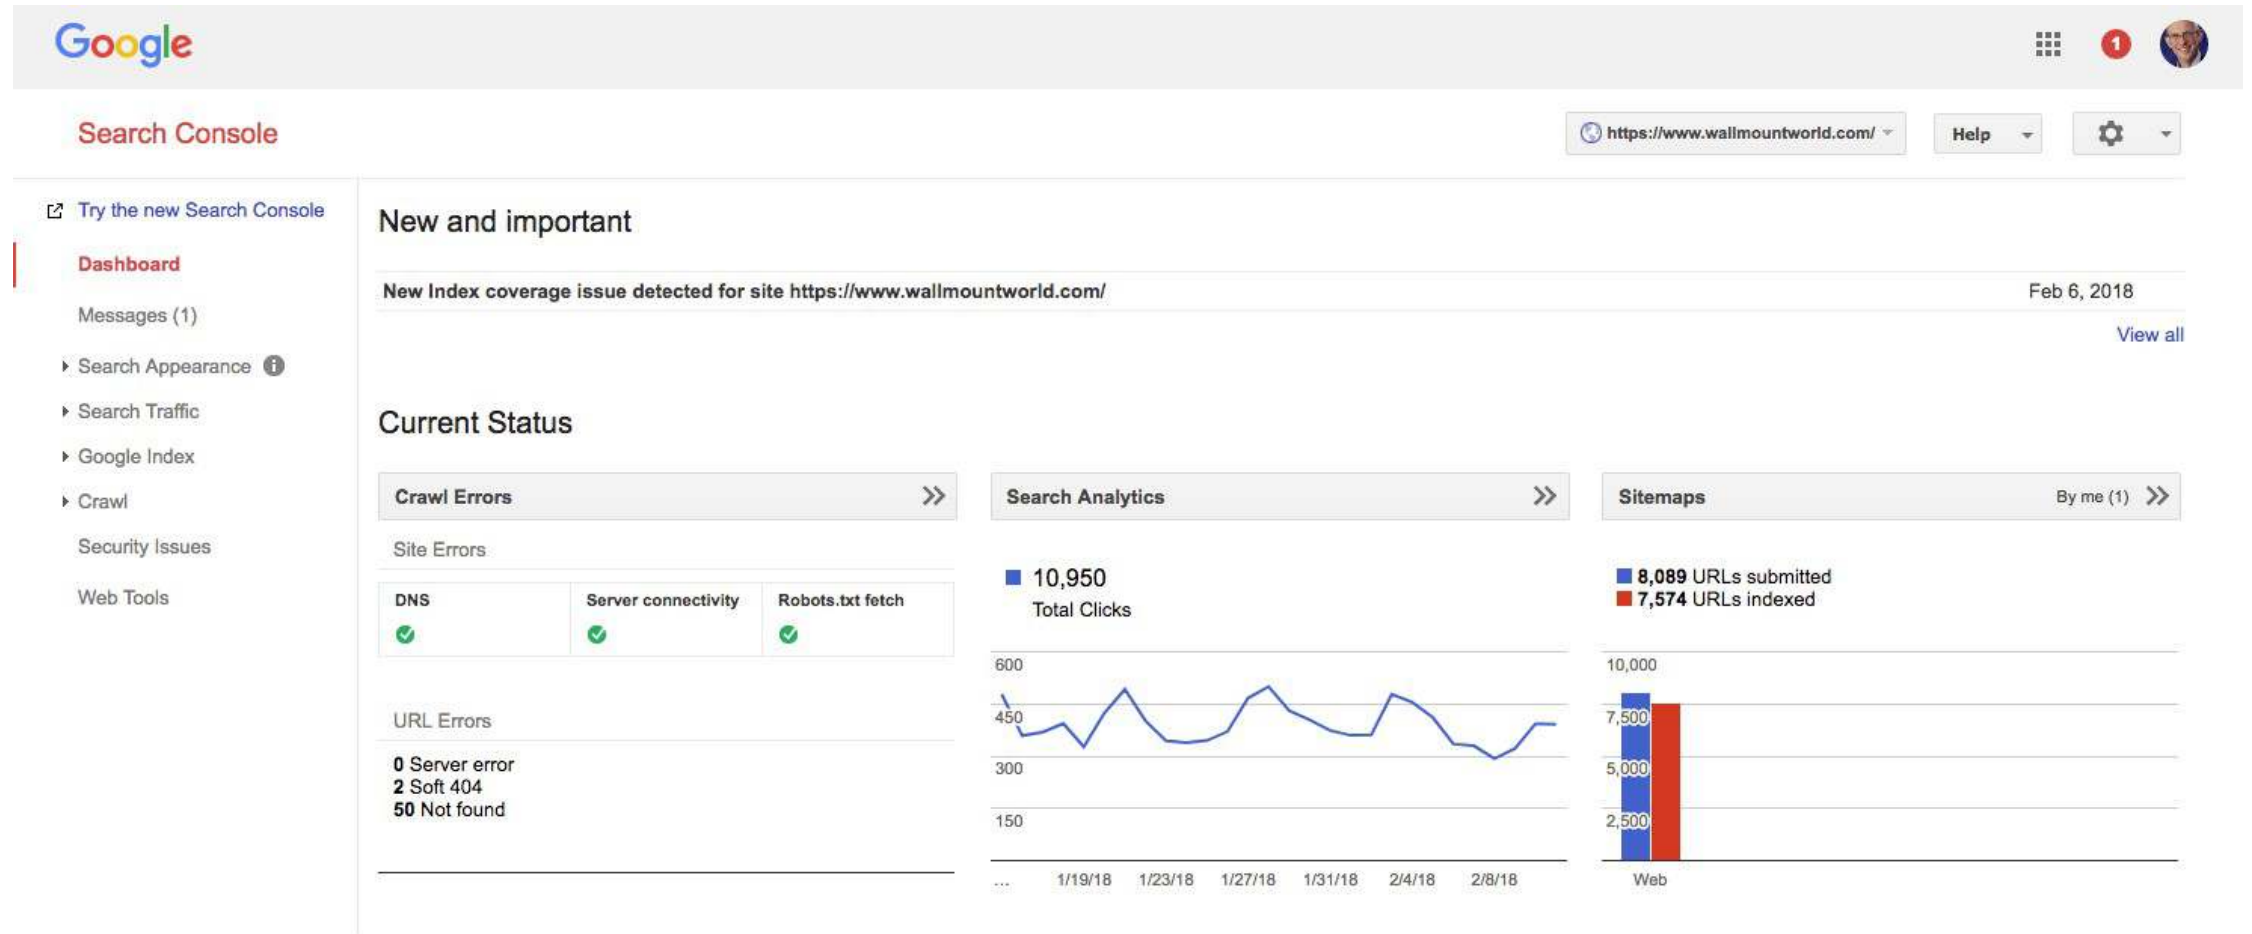 Google
1
Search Console
https://www.wallmountworld.com/
Help
Try the new Search Console
Dashboard
Messages (1)
Search Appearance
Search Traffic
Google Index
Crawl
Security Issues
Web Tools
New and important
New Index coverage issue detected for site https://www.wallmountworld.com/ Feb 6, 2018
View all
Current Status
Crawl Errors
Site Errors
DNS Server connectivity Robots.txt fetch
URL Errors
0 Server error
2 Soft 404
50 Not found
Search Analytics
10,950
Total Clicks
600
450
300
150
... 1/19/18 1/23/18 1/27/18 1/31/18 2/4/18 2/8/18
Sitemaps By me (1)
8,089 URLs submitted
7,574 URLs indexed
10,000
7,500
5,000
2,500
Web